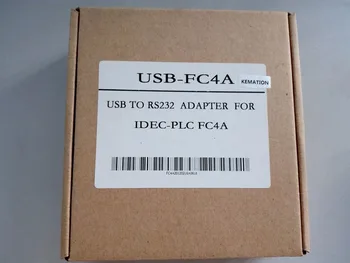 USB-FC4A
KEMATION
USB TO RS232 ADAPTER FOR
IDEC-PLC FC4A